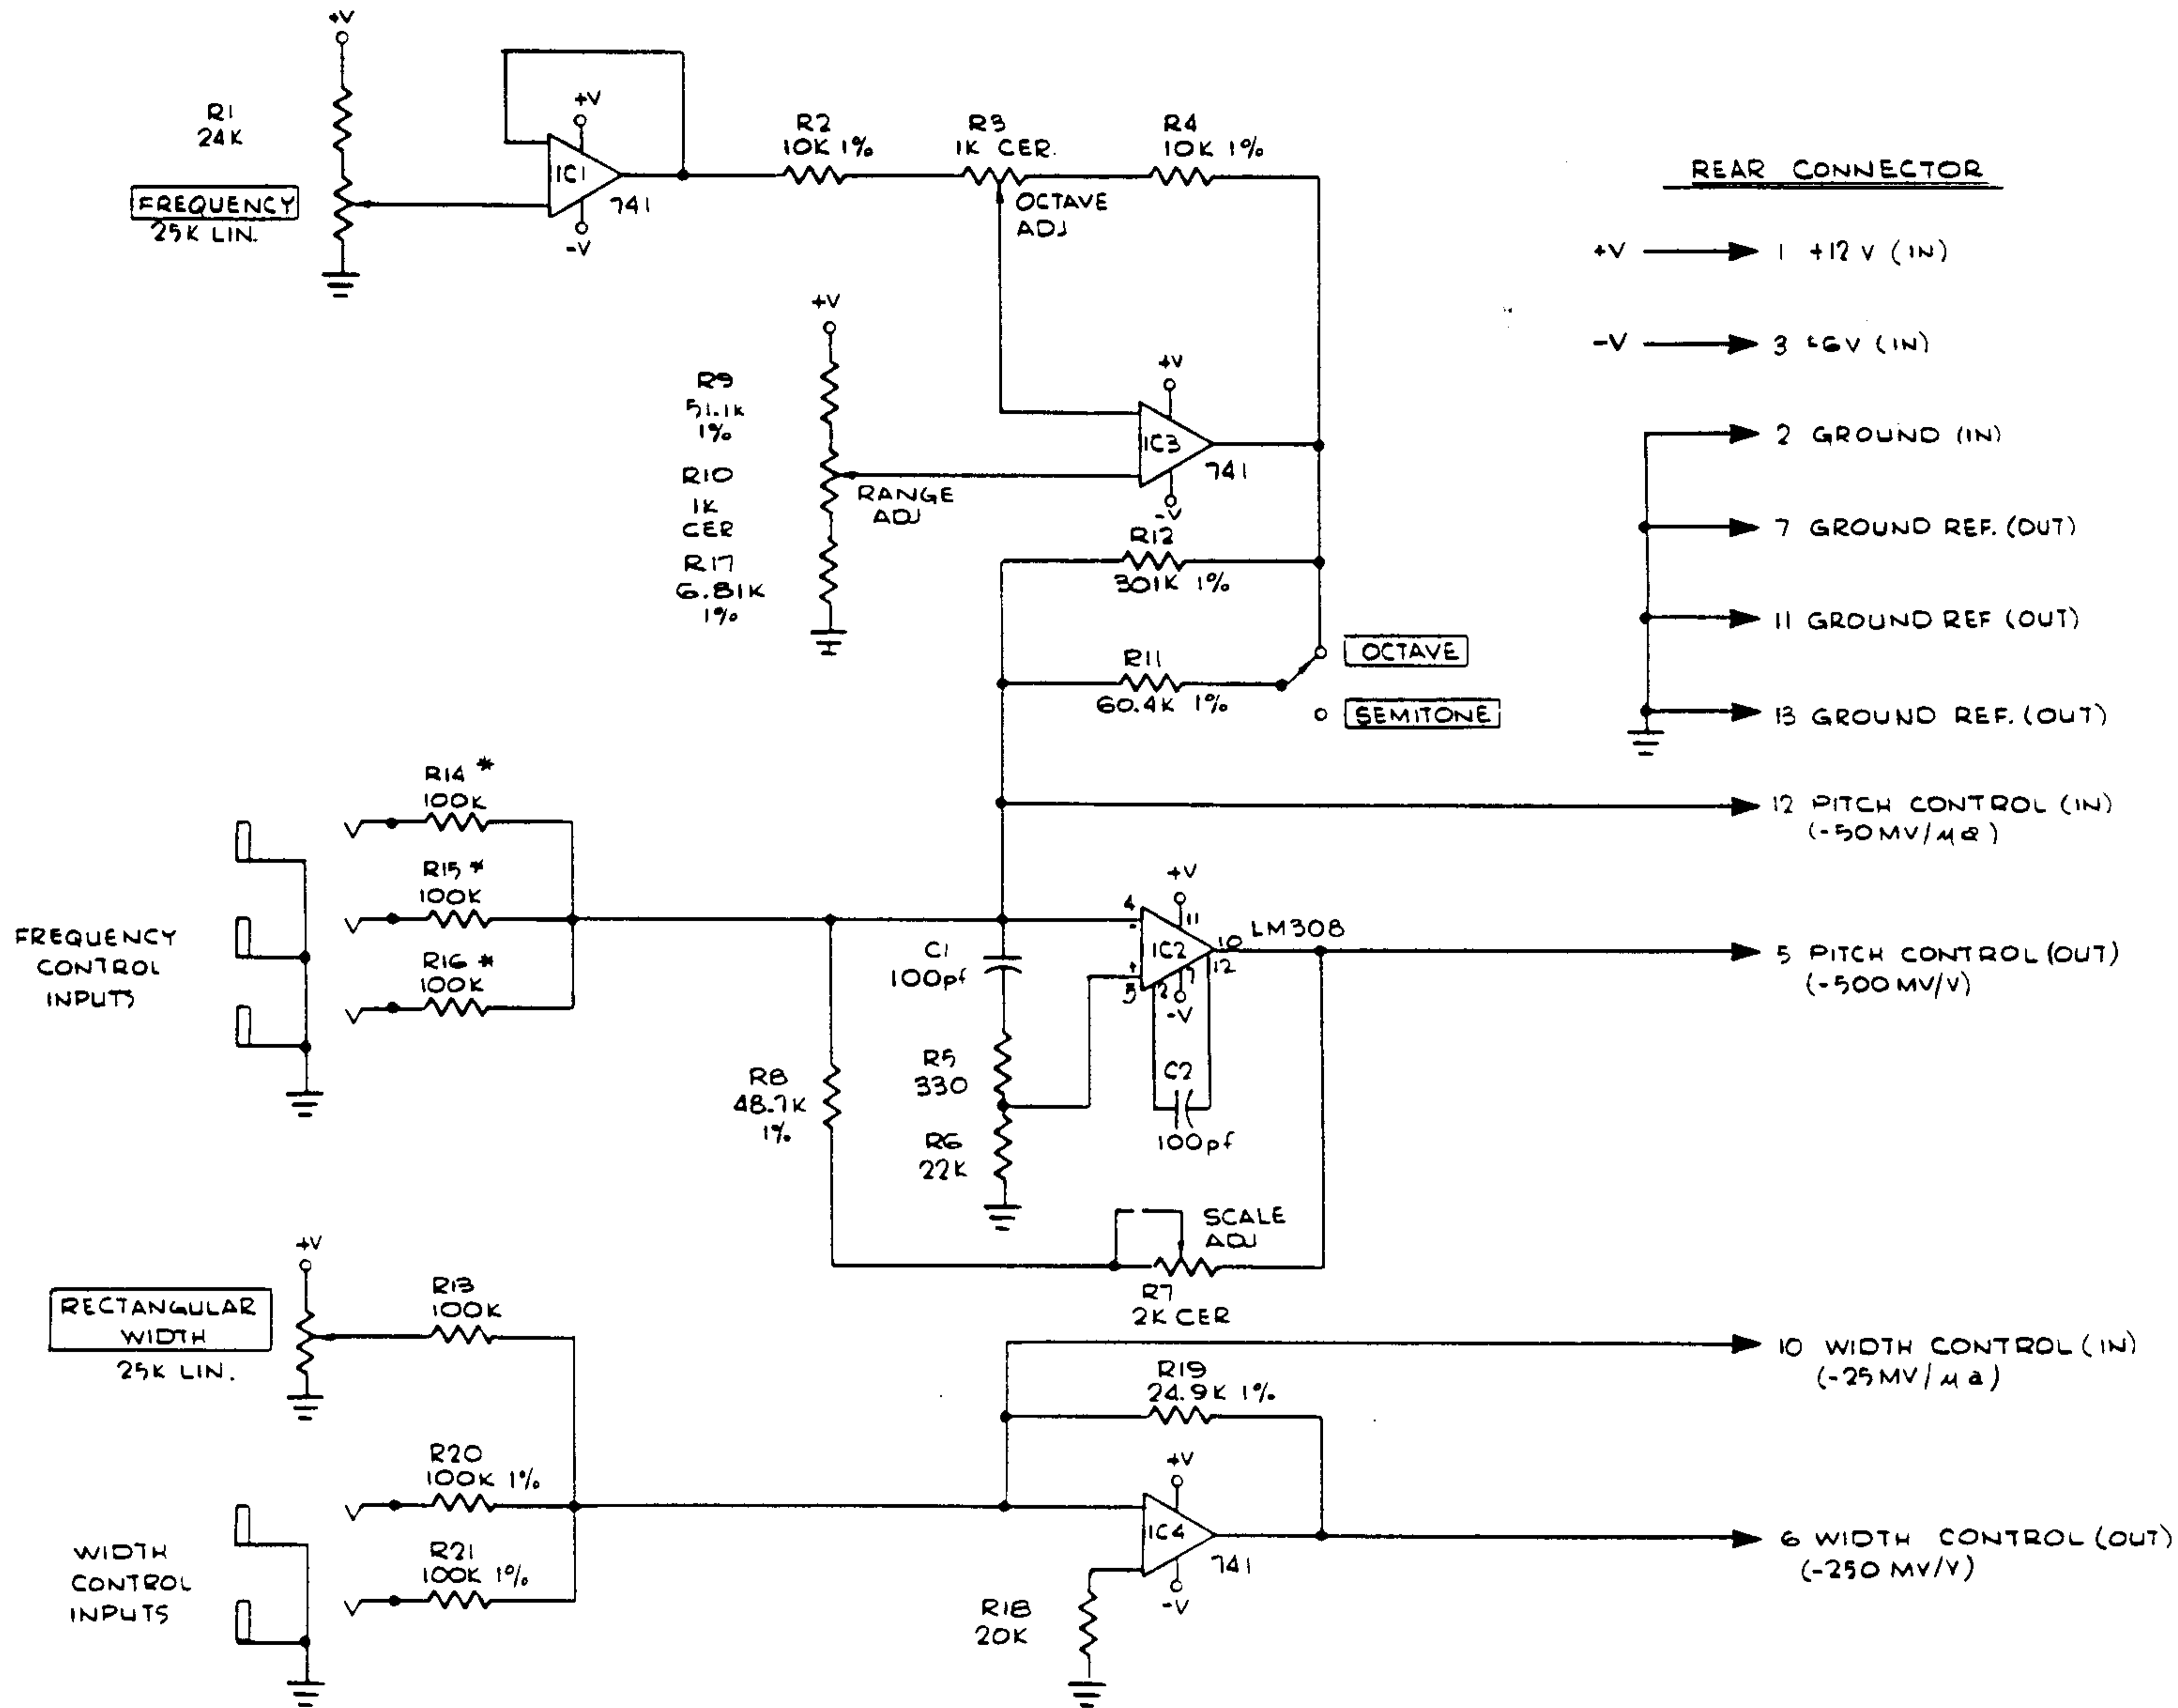 +V
R1
24K
FREQUENCY
25K LIN.
+V
IC1
741
-V
R2
10K 1%
R3
1K CER.
OCTAVE
ADJ
R4
10K 1%
+V
R9
51.1K
1%
R10
1K
CER
R17
6.81K
1%
RANGE
ADJ
+V
IC3
741
-V
R12
301K 1%
R11
60.4K 1%
OCTAVE
SEMITONE
REAR CONNECTOR
+V 1 +12V (IN)
-V 3 -6V (IN)
2 GROUND (IN)
7 GROUND REF. (OUT)
11 GROUND REF (OUT)
13 GROUND REF. (OUT)
12 PITCH CONTROL (IN)
(-50MV/μa)
5 PITCH CONTROL (OUT)
(-500MV/V)
FREQUENCY
CONTROL
INPUTS
R14 *
100K
R15 *
100K
R16 *
100K
C1
100pf
+V
4
-
11
IC2
10
LM308
12
+
3
2
7
-V
C2
100pf
R5
330
R6
22K
R8
48.7K
1%
SCALE
ADJ
R7
2K CER
+V
RECTANGULAR
WIDTH
25K LIN.
R13
100K
R20
100K 1%
R21
100K 1%
WIDTH
CONTROL
INPUTS
R19
24.9K 1%
+V
IC4
741
-V
R18
20K
10 WIDTH CONTROL (IN)
(-25MV/μa)
6 WIDTH CONTROL (OUT)
(-250MV/V)